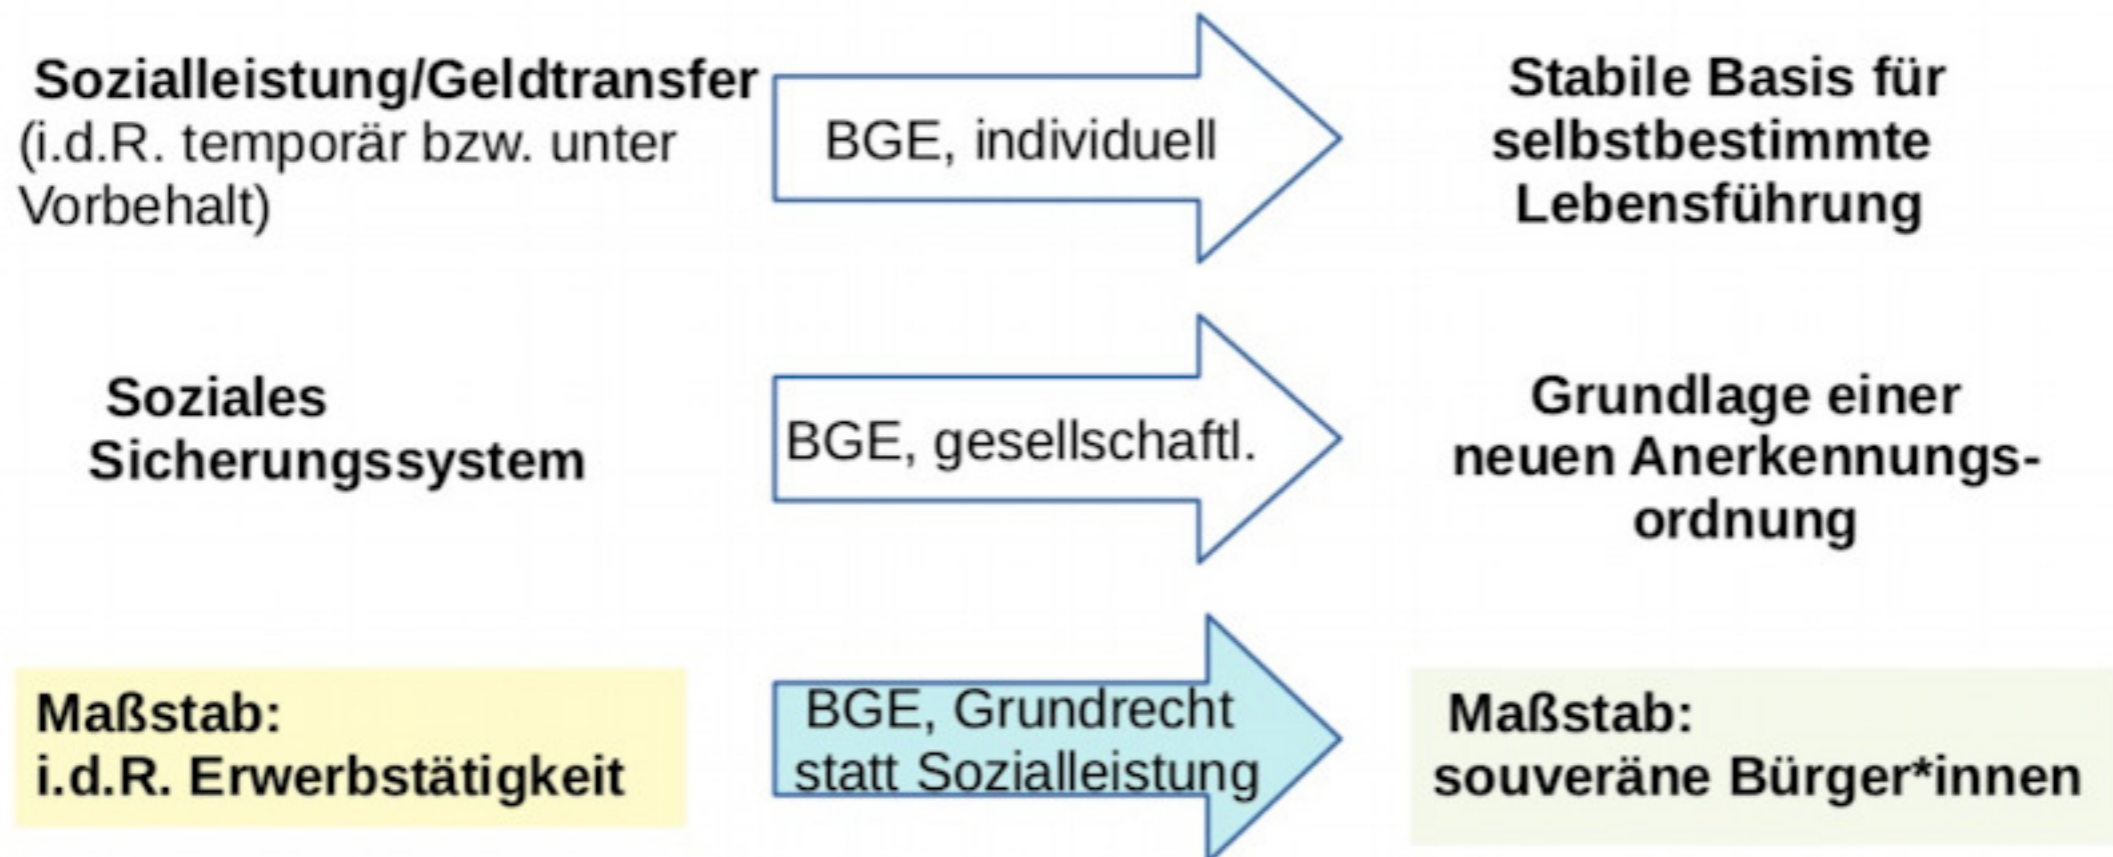 Sozialleistung/Geldtransfer
(i.d.R. temporär bzw. unter
Vorbehalt)
BGE, individuell
Stabile Basis für
selbstbestimmte
Lebensführung
Soziales
Sicherungssystem
BGE, gesellschaftl.
Grundlage einer
neuen Anerkennungs-
ordnung
Maßstab:
i.d.R. Erwerbstätigkeit
BGE, Grundrecht
statt Sozialleistung
Maßstab:
souveräne Bürger*innen